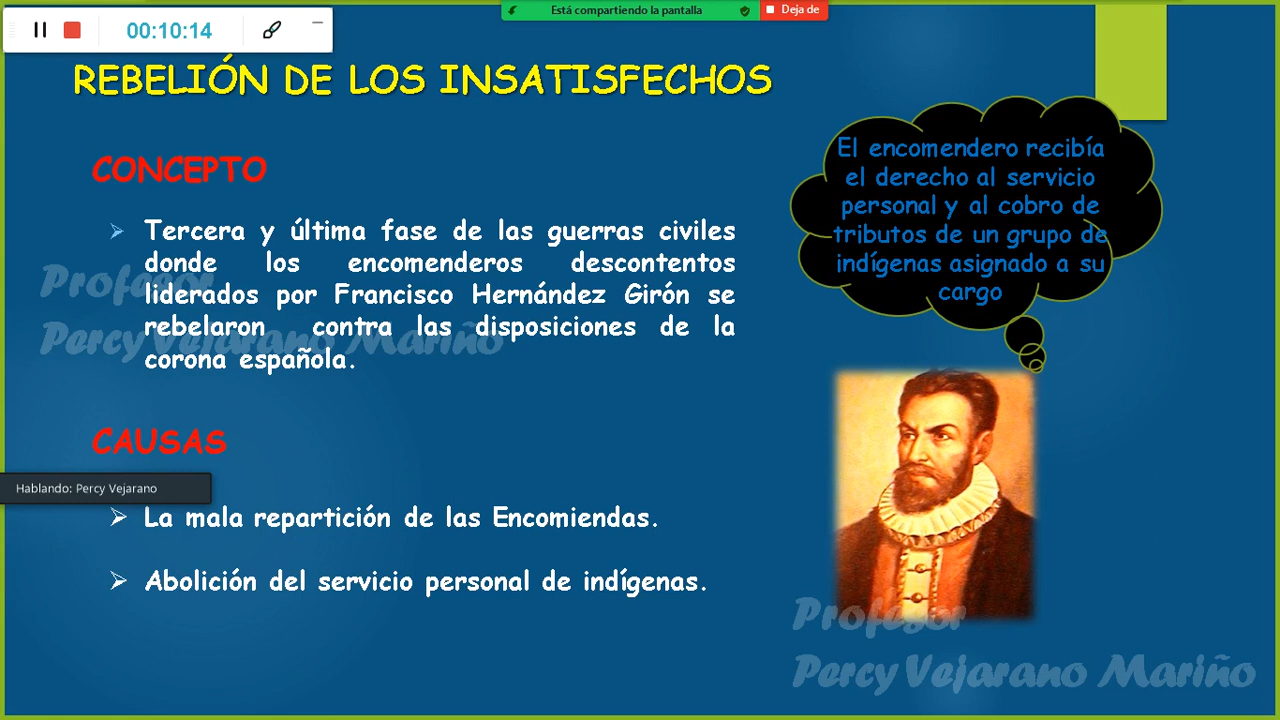 Está compartiendo la pantalla
Deja de
00:10:14
REBELIÓN DE LOS INSATISFECHOS
CONCEPTO
Tercera y última fase de las guerras civiles
donde los encomenderos descontentos
liderados por Francisco Hernández Girón se
rebelaron contra las disposiciones de la
corona española.
Profesor
Percy Vejarano Mariño
CAUSAS
Hablando: Percy Vejarano
La mala repartición de las Encomiendas.
Abolición del servicio personal de indígenas.
El encomendero recibía
el derecho al servicio
personal y al cobro de
tributos de un grupo de
indígenas asignado a su
cargo
Profesor
Percy Vejarano Mariño